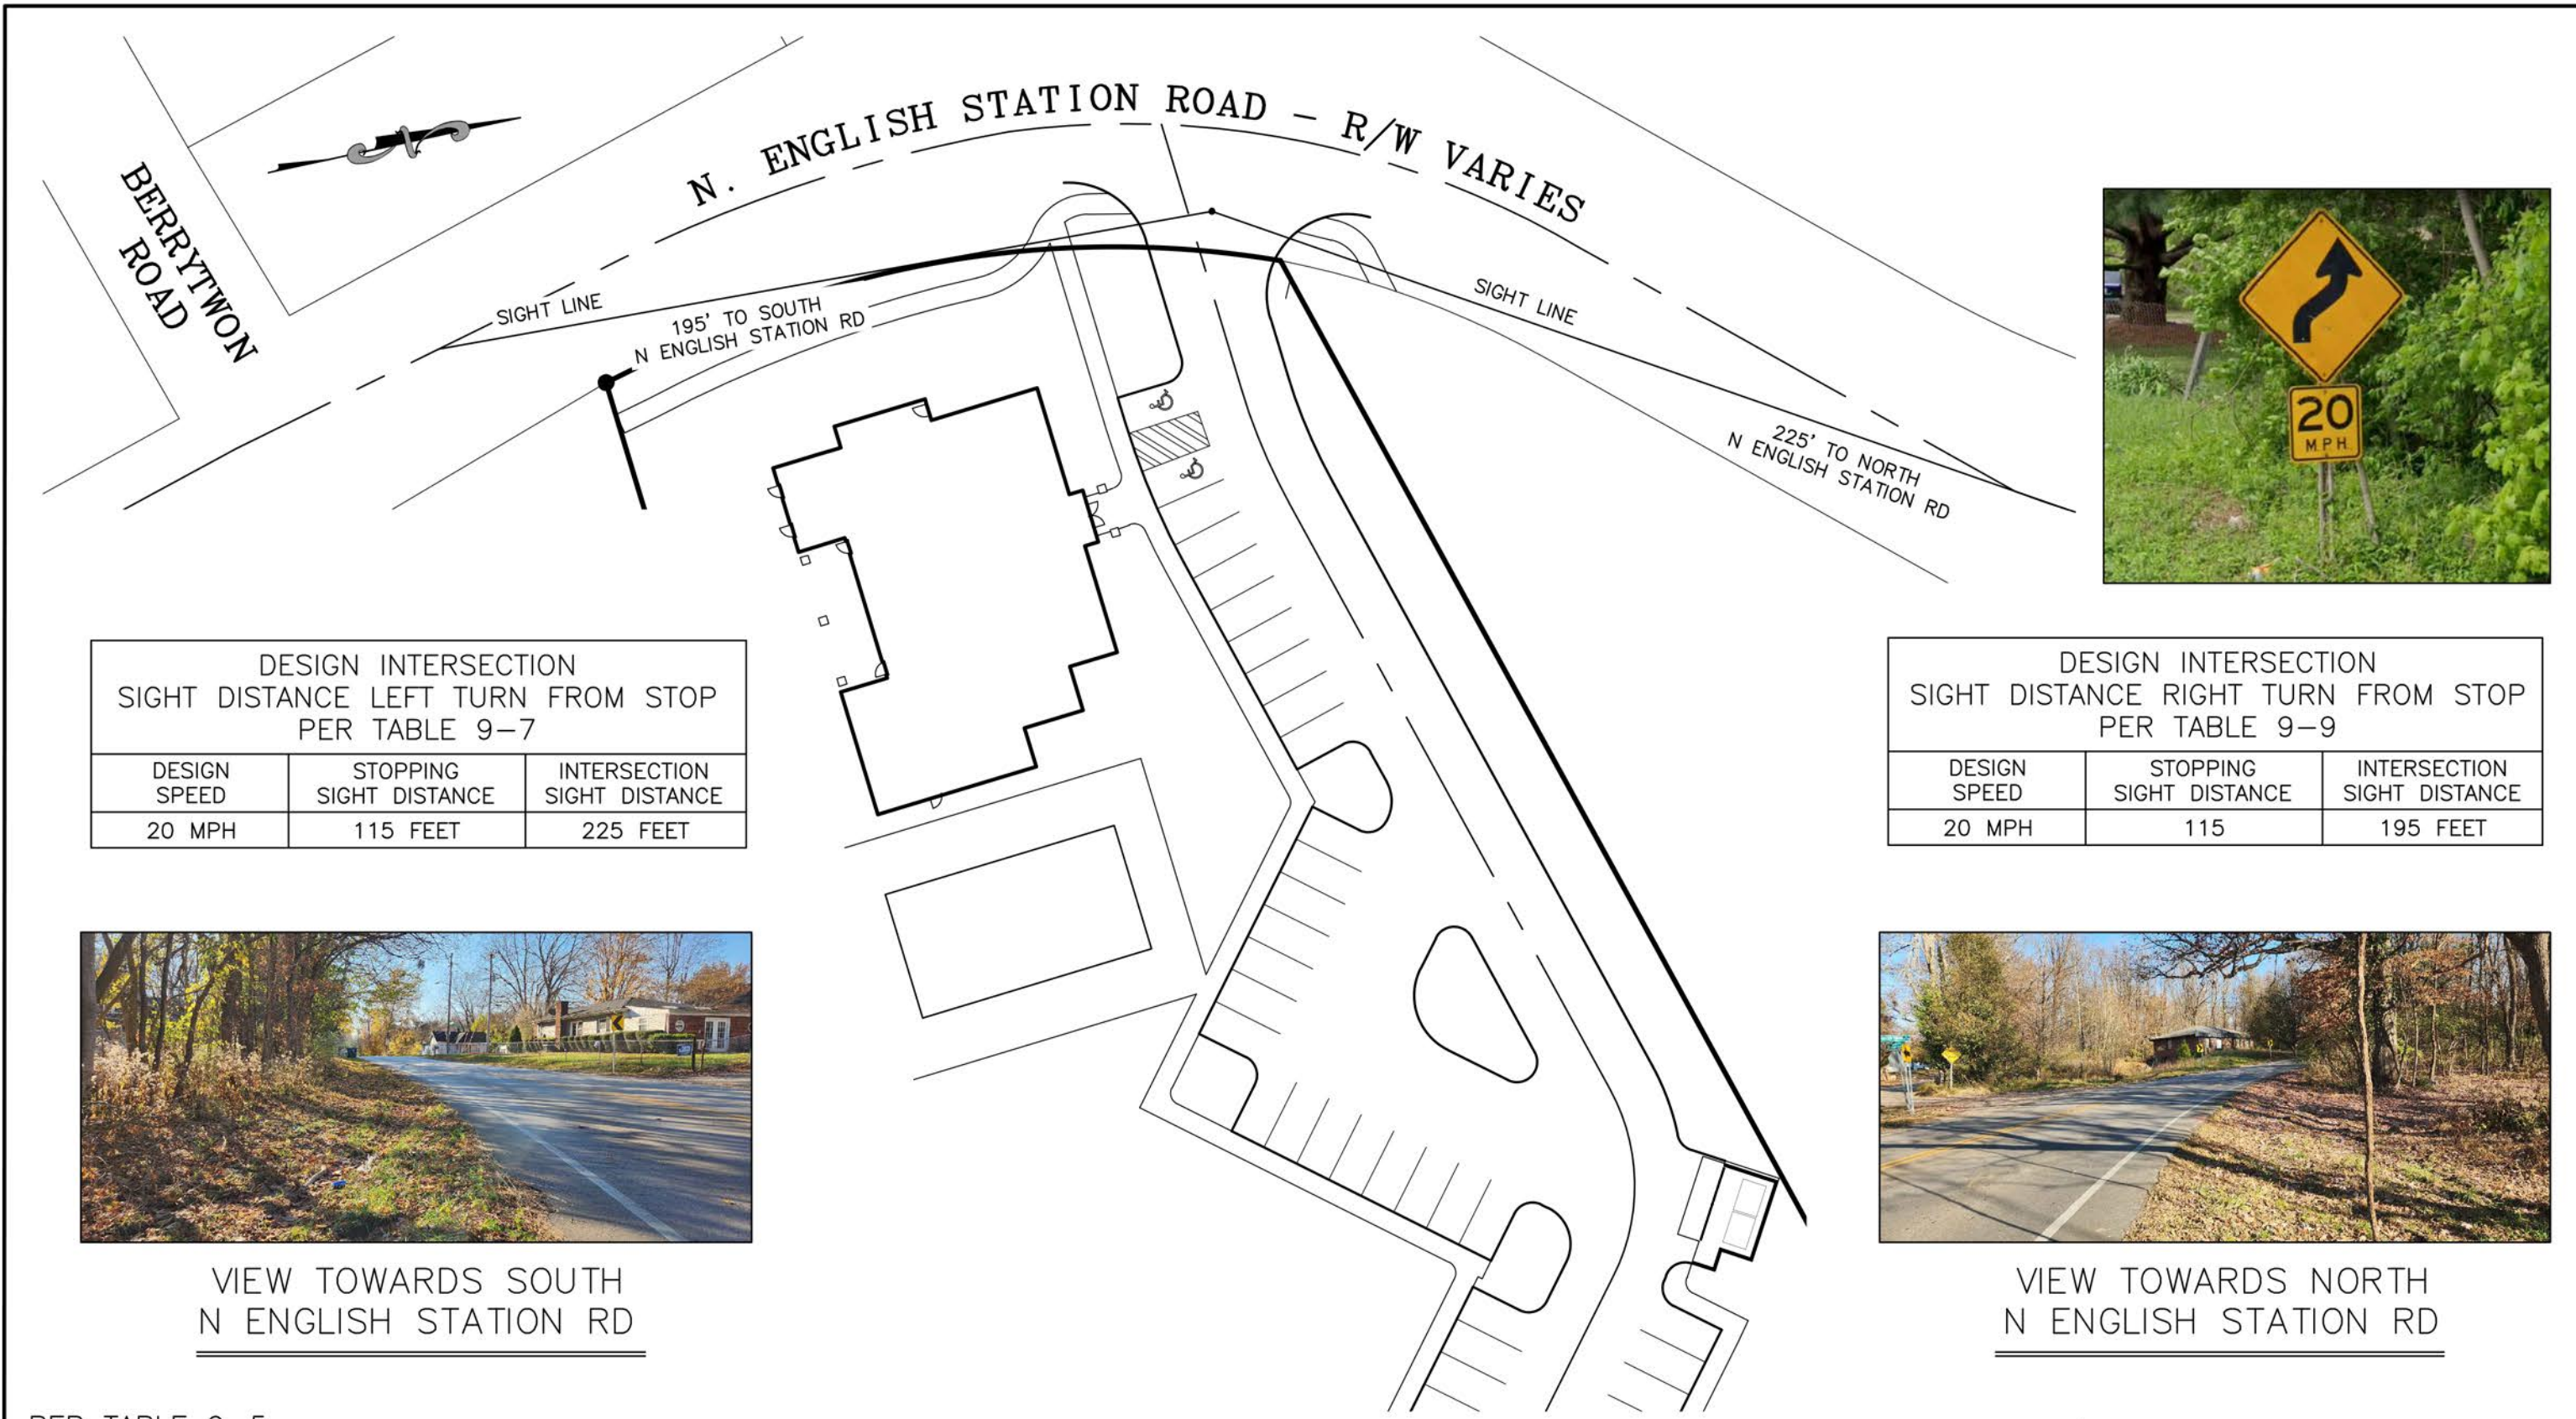 N. ENGLISH STATION ROAD - R/W VARIES
BERRYTWON
ROAD
SIGHT LINE
195' TO SOUTH
N ENGLISH STATION RD
SIGHT LINE
225' TO NORTH
N ENGLISH STATION RD
20
M.P.H.
DESIGN INTERSECTION
SIGHT DISTANCE LEFT TURN FROM STOP
PER TABLE 9-7
DESIGN SPEED STOPPING SIGHT DISTANCE INTERSECTION SIGHT DISTANCE
20 MPH 115 FEET 225 FEET
DESIGN INTERSECTION
SIGHT DISTANCE RIGHT TURN FROM STOP
PER TABLE 9-9
DESIGN SPEED STOPPING SIGHT DISTANCE INTERSECTION SIGHT DISTANCE
20 MPH 115 195 FEET
VIEW TOWARDS SOUTH
N ENGLISH STATION RD
VIEW TOWARDS NORTH
N ENGLISH STATION RD